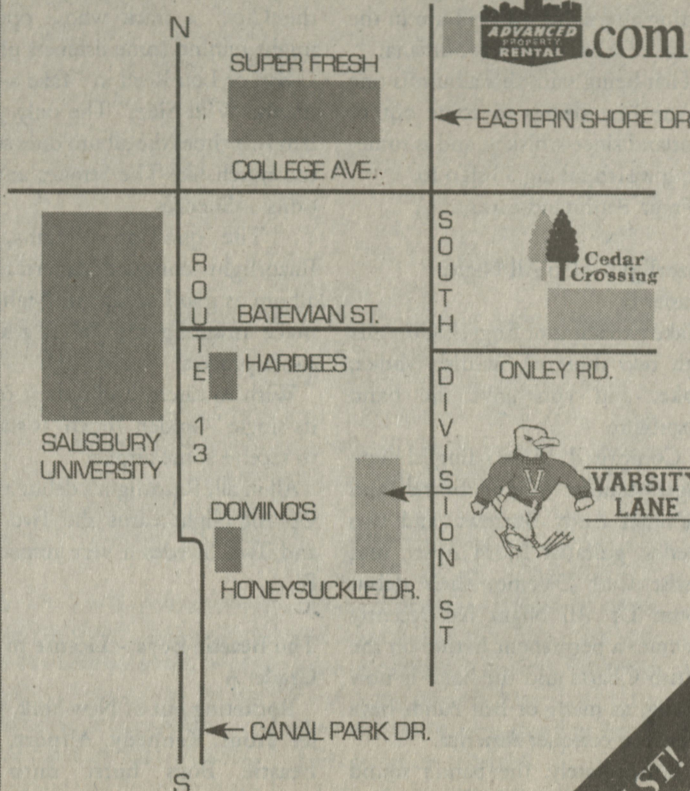 N
ADVANCED
PROPERTY
RENTAL
.com
SUPER FRESH
EASTERN SHORE DR
COLLEGE AVE.
ROUTE 13
SOUTH DIVISION ST
Cedar
Crossing
BATEMAN ST.
HARDEES
ONLEY RD.
SALISBURY
UNIVERSITY
V
VARSITY
LANE
DOMINO'S
HONEYSUCKLE DR.
CANAL PARK DR.
S